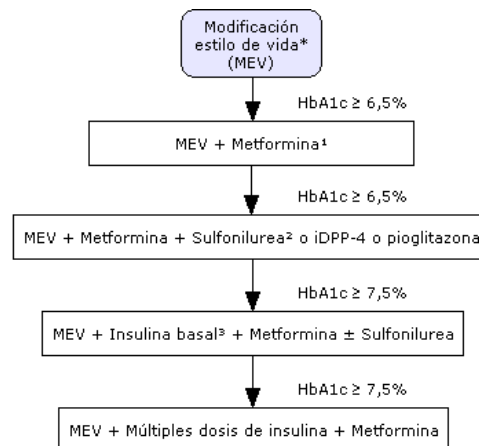 Modificación
estilo de vida*
(MEV)
HbA1c ≥ 6,5%
MEV + Metformina¹
HbA1c ≥ 6,5%
MEV + Metformina + Sulfonilurea² o iDPP-4 o pioglitazona
HbA1c ≥ 7,5%
MEV + Insulina basal³ + Metformina ± Sulfonilurea
HbA1c ≥ 7,5%
MEV + Múltiples dosis de insulina + Metformina